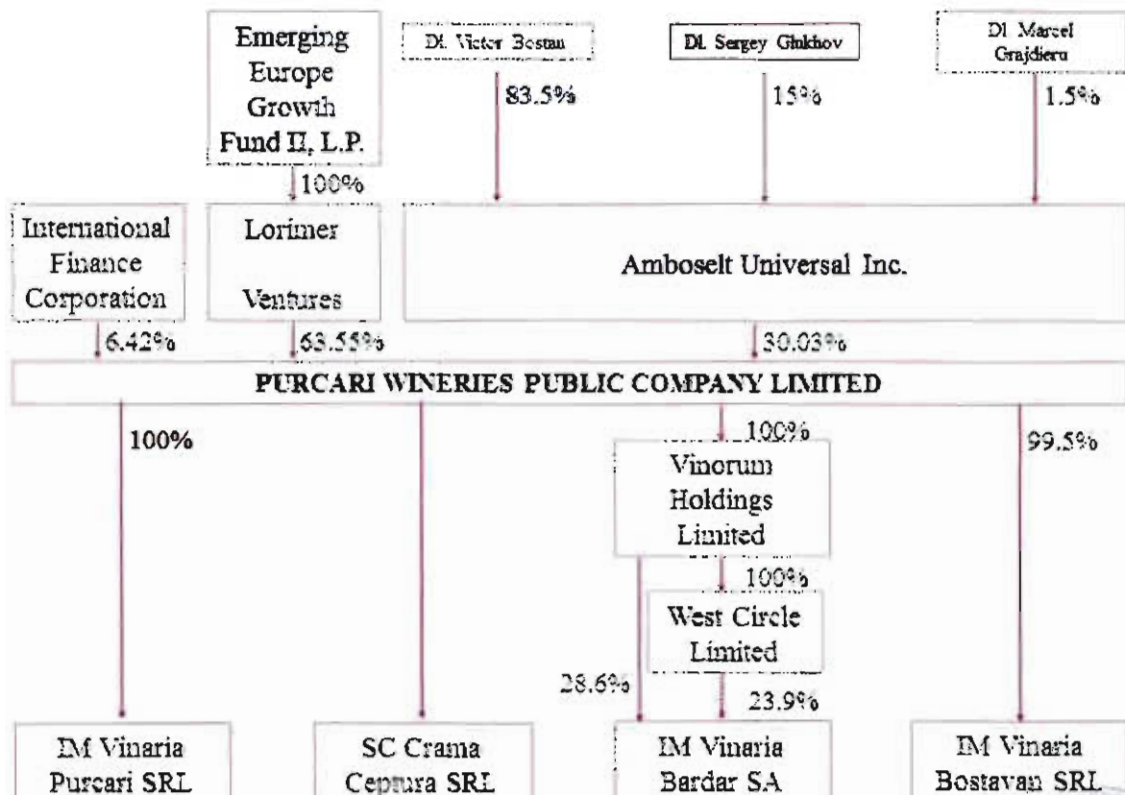 Emerging
Europe
Growth
Fund II, L.P.
Dl. Victor Bostan
Dl. Sergey Glukhov
Dl. Marcel
Grajdieru
83.5%
15%
1.5%
100%
International
Finance
Corporation
Lorimer
Ventures
Amboselt Universal Inc.
6.42%
63.55%
30.03%
PURCARI WINERIES PUBLIC COMPANY LIMITED
100%
100%
99.5%
Vinorum
Holdings
Limited
100%
West Circle
Limited
28.6%
23.9%
IM Vinaria
Purcari SRL
SC Crama
Ceptura SRL
IM Vinaria
Bardar SA
IM Vinaria
Bostavan SRL